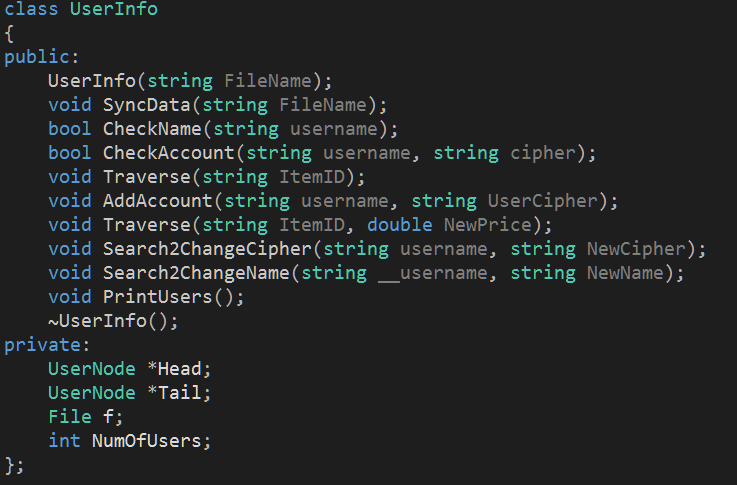 class UserInfo
{
public:
    UserInfo(string FileName);
    void SyncData(string FileName);
    bool CheckName(string username);
    bool CheckAccount(string username, string cipher);
    void Traverse(string ItemID);
    void AddAccount(string username, string UserCipher);
    void Traverse(string ItemID, double NewPrice);
    void Search2ChangeCipher(string username, string NewCipher);
    void Search2ChangeName(string __username, string NewName);
    void PrintUsers();
    ~UserInfo();
private:
    UserNode *Head;
    UserNode *Tail;
    File f;
    int NumOfUsers;
};